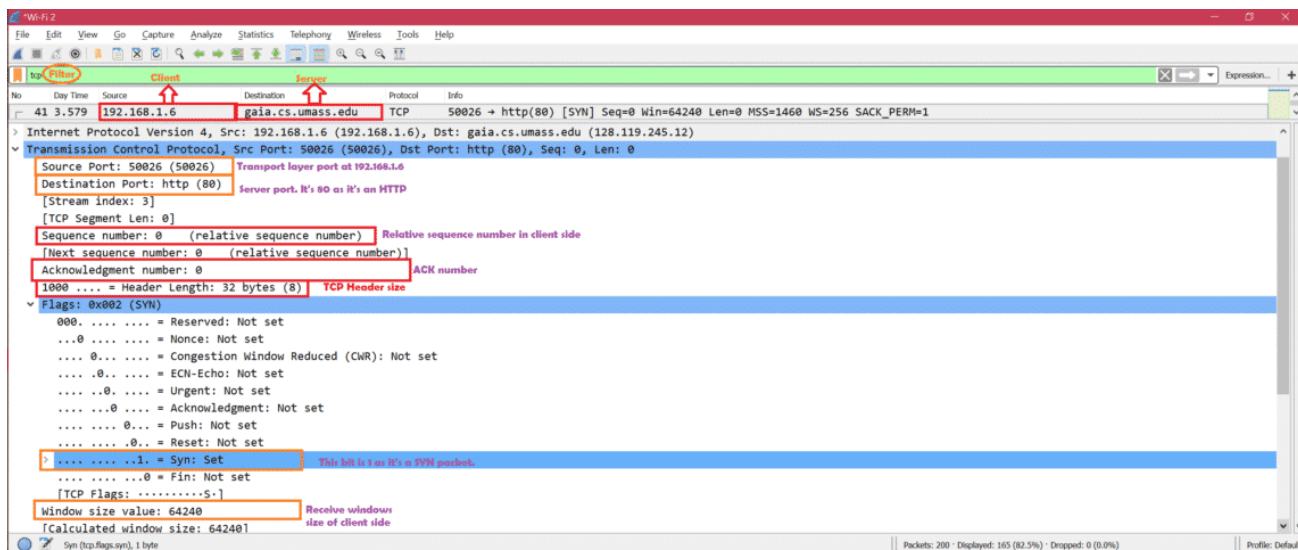 *Wi-Fi 2
File Edit View Go Capture Analyze Statistics Telephony Wireless Tools Help
tcp Filter Client Server Expression... +
No Day Time Source Destination Protocol Info
41 3.579 192.168.1.6 gaia.cs.umass.edu TCP 50026 → http(80) [SYN] Seq=0 Win=64240 Len=0 MSS=1460 WS=256 SACK_PERM=1
> Internet Protocol Version 4, Src: 192.168.1.6 (192.168.1.6), Dst: gaia.cs.umass.edu (128.119.245.12)
Transmission Control Protocol, Src Port: 50026 (50026), Dst Port: http (80), Seq: 0, Len: 0
Source Port: 50026 (50026) Transport layer port at 192.168.1.6
Destination Port: http (80) Server port. It's 80 as it's an HTTP
[Stream index: 3]
[TCP Segment Len: 0]
Sequence number: 0 (relative sequence number) Relative sequence number in client side
[Next sequence number: 0 (relative sequence number)]
Acknowledgment number: 0 ACK number
1000 .... = Header Length: 32 bytes (8) TCP Header size
Flags: 0x002 (SYN)
000. .... .... = Reserved: Not set
...0 .... .... = Nonce: Not set
.... 0... .... = Congestion Window Reduced (CWR): Not set
.... .0.. .... = ECN-Echo: Not set
.... ..0. .... = Urgent: Not set
.... ...0 .... = Acknowledgment: Not set
.... .... 0... = Push: Not set
.... .... .0.. = Reset: Not set
> .... .... ..1. = Syn: Set This bit is 1 as it's a SYN packet.
.... .... ...0 = Fin: Not set
[TCP Flags: ··········S·]
Window size value: 64240 Receive windows
size of client side
[Calculated window size: 64240]
Syn (tcp.flags.syn), 1 byte Packets: 200 · Displayed: 165 (82.5%) · Dropped: 0 (0.0%) Profile: Defau